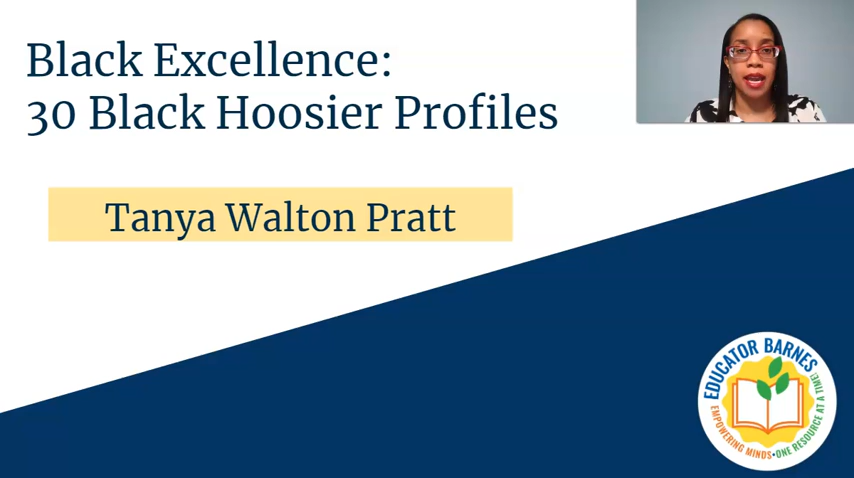 Black Excellence:
30 Black Hoosier Profiles
Tanya Walton Pratt
EDUCATOR BARNES
EMPOWERING MINDS•ONE RESOURCE AT A TIME!